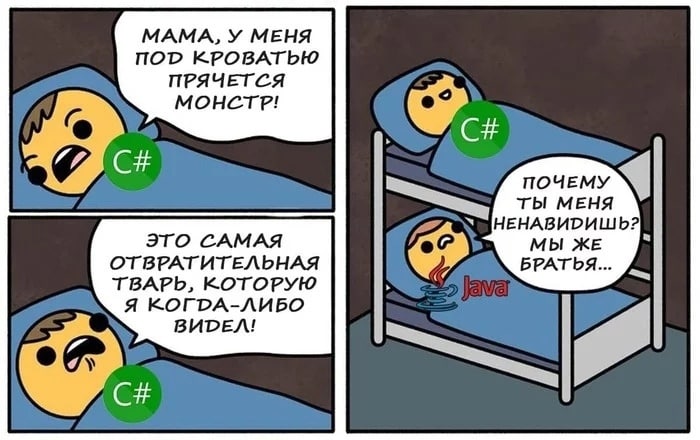 МАМА, У МЕНЯ
ПОД КРОВАТЬЮ
ПРЯЧЕТСЯ
МОНСТР!
C#
ЭТО САМАЯ
ОТВРАТИТЕЛЬНАЯ
ТВАРЬ, КОТОРУЮ
Я КОГДА-ЛИБО
ВИДЕЛ!
C#
C#
ПОЧЕМУ
ТЫ МЕНЯ
НЕНАВИДИШЬ?
МЫ ЖЕ
БРАТЬЯ...
Java